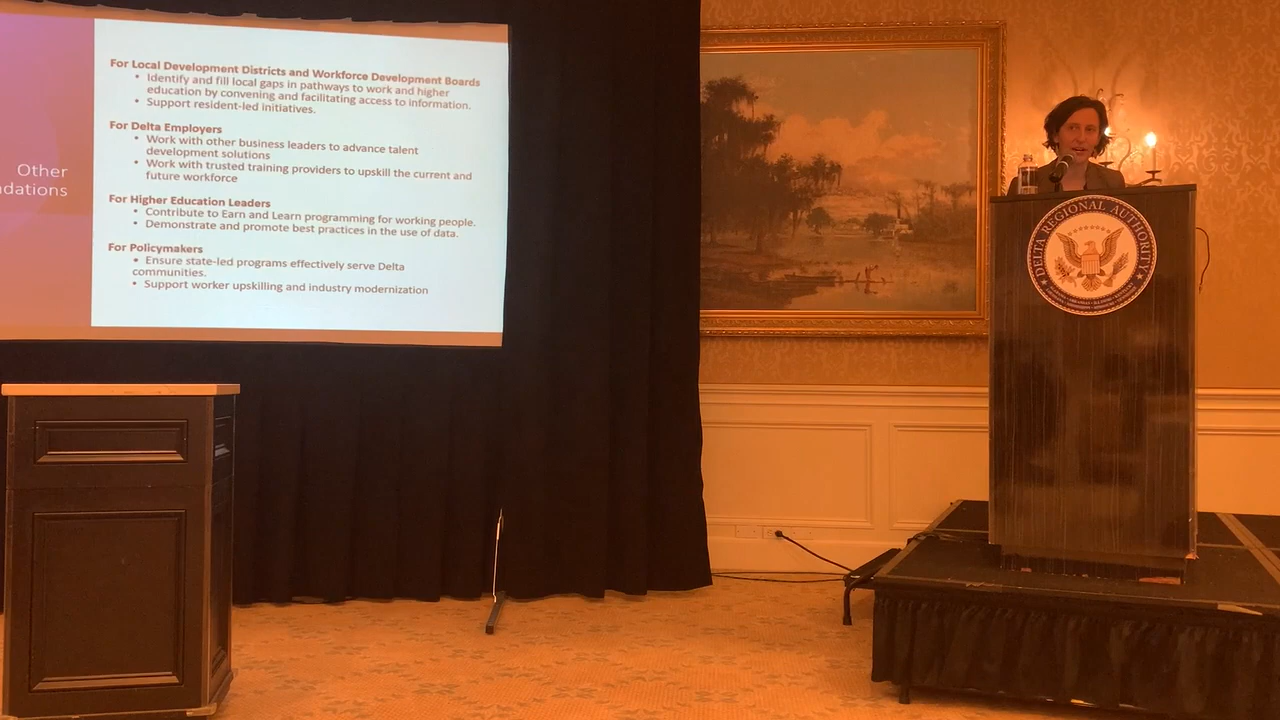 Other
ndations
For Local Development Districts and Workforce Development Boards
• Identify and fill local gaps in pathways to work and higher
education by convening and facilitating access to information.
• Support resident-led initiatives.
For Delta Employers
• Work with other business leaders to advance talent
development solutions
• Work with trusted training providers to upskill the current and
future workforce
For Higher Education Leaders
• Contribute to Earn and Learn programming for working people.
• Demonstrate and promote best practices in the use of data.
For Policymakers
• Ensure state-led programs effectively serve Delta
communities.
• Support worker upskilling and industry modernization
DELTA REGIONAL AUTHORITY